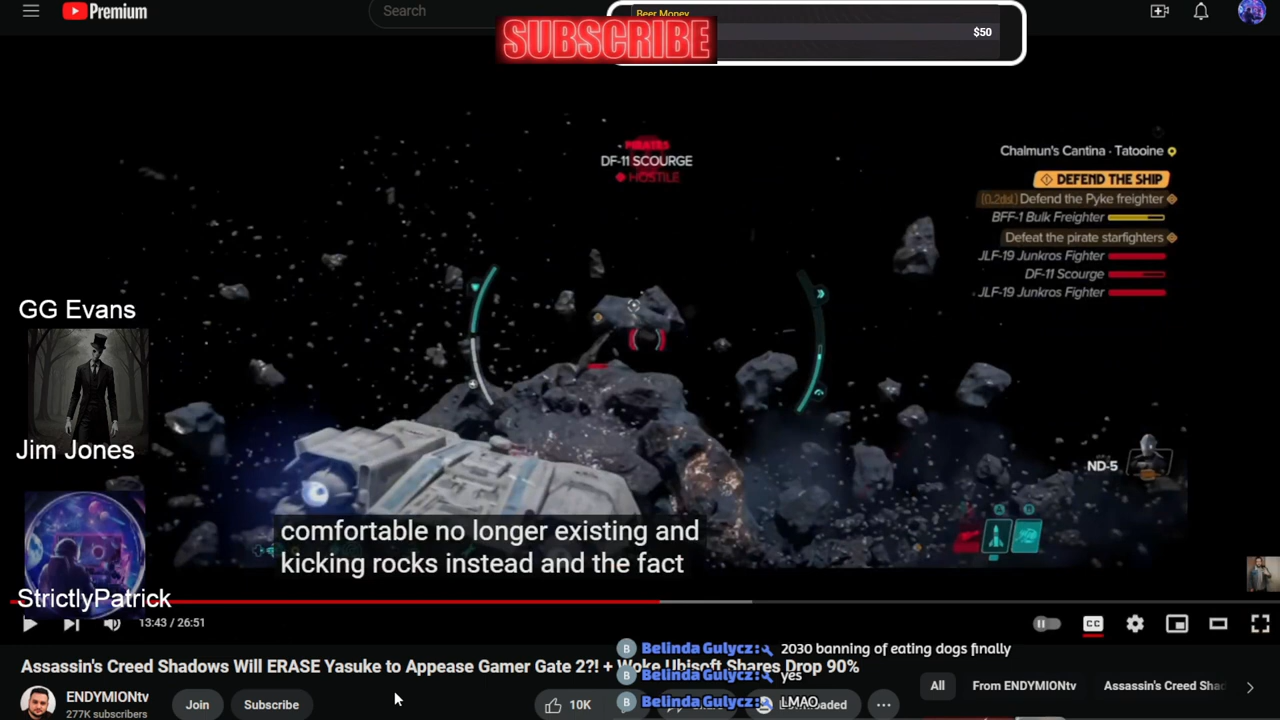 Premium
Search
Beer Money
SUBSCRIBE
$50
PIRATES
DF-11 SCOURGE
HOSTILE
Chalmun's Cantina · Tatooine
DEFEND THE SHIP
Defend the Pyke freighter
BFF-1 Bulk Freighter
Defeat the pirate starfighters
JLF-19 Junkros Fighter
DF-11 Scourge
JLF-19 Junkros Fighter
GG Evans
Jim Jones
ND-5
comfortable no longer existing and
kicking rocks instead and the fact
StrictlyPatrick
13:43 / 26:51
CC
B Belinda Gulycz: 2030 banning of eating dogs finally
Assassin's Creed Shadows Will ERASE Yasuke to Appease Gamer Gate 2?! + Woke Ubisoft Shares Drop 90%
B Belinda Gulycz: yes
All
From ENDYMIONtv
Assassin's Creed Shad
ENDYMIONtv
277K subscribers
Join
Subscribe
10K
B Belinda Gulycz: LMAO